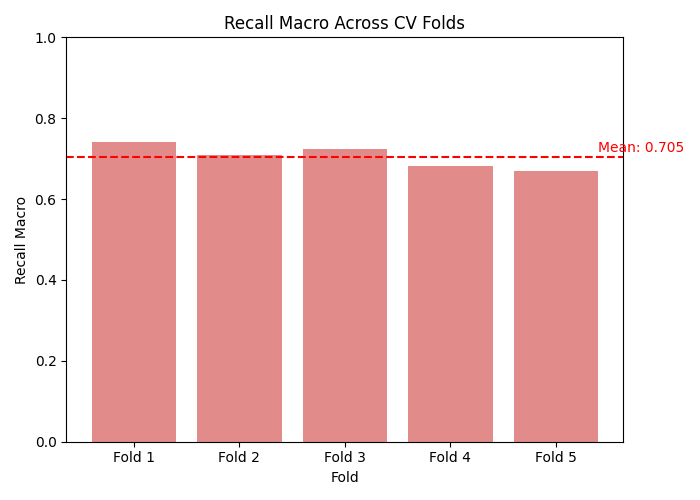 Recall Macro Across CV Folds
Recall Macro
1.0
0.8
0.6
0.4
0.2
0.0
Mean: 0.705
Fold 1 Fold 2 Fold 3 Fold 4 Fold 5
Fold